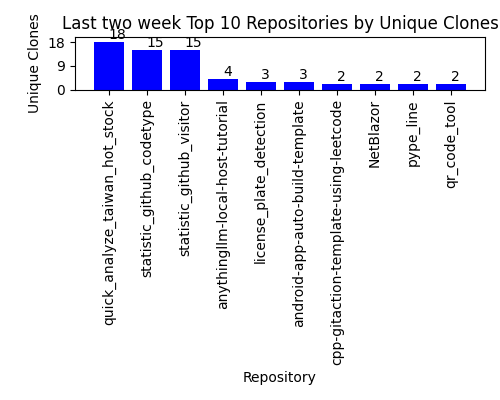 Last two week Top 10 Repositories by Unique Clones
Unique Clones
18
9
0
18
15
15
4
3
3
2
2
2
2
quick_analyze_taiwan_hot_stock
statistic_github_codetype
statistic_github_visitor
anythingllm-local-host-tutorial
license_plate_detection
android-app-auto-build-template
cpp-gitaction-template-using-leetcode
NetBlazor
pype_line
qr_code_tool
Repository